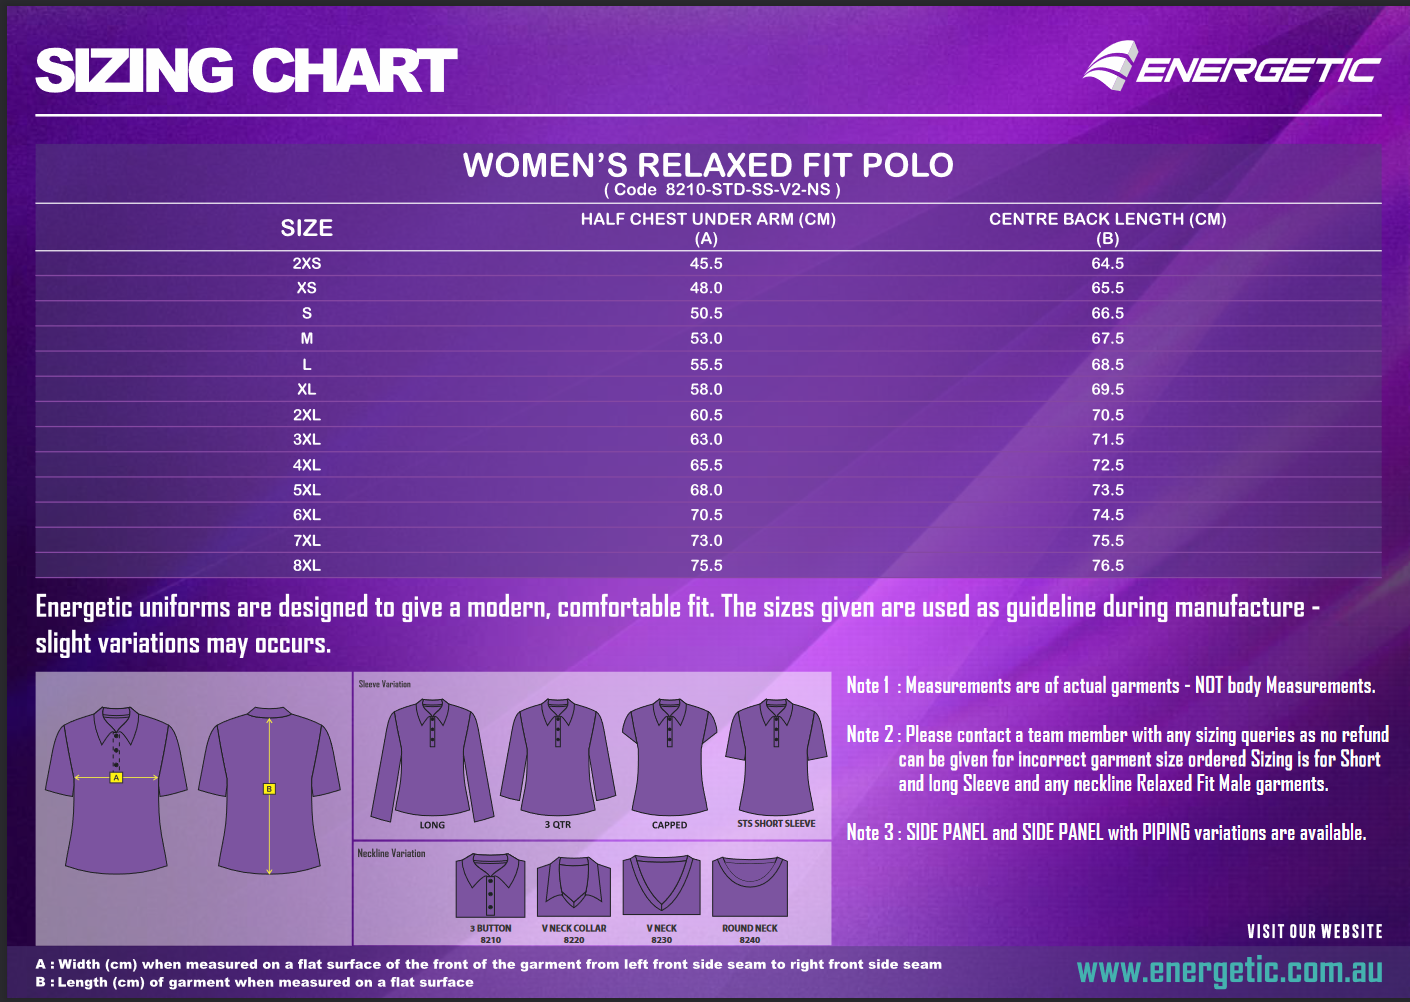 SIZING CHART
ENERGETIC
WOMEN'S RELAXED FIT POLO
( Code 8210-STD-SS-V2-NS )
SIZE HALF CHEST UNDER ARM (CM) CENTRE BACK LENGTH (CM)
(A) (B)
2XS 45.5 64.5
XS 48.0 65.5
S 50.5 66.5
M 53.0 67.5
L 55.5 68.5
XL 58.0 69.5
2XL 60.5 70.5
3XL 63.0 71.5
4XL 65.5 72.5
5XL 68.0 73.5
6XL 70.5 74.5
7XL 73.0 75.5
8XL 75.5 76.5
Energetic uniforms are designed to give a modern, comfortable fit. The sizes given are used as guideline during manufacture -
slight variations may occurs.
A
B
Sleeve Variation
LONG 3 QTR CAPPED STS SHORT SLEEVE
Neckline Variation
3 BUTTON V NECK COLLAR V NECK ROUND NECK
8210 8220 8230 8240
Note 1 : Measurements are of actual garments - NOT body Measurements.
Note 2 : Please contact a team member with any sizing queries as no refund
can be given for incorrect garment size ordered Sizing is for Short
and long Sleeve and any neckline Relaxed Fit Male garments.
Note 3 : SIDE PANEL and SIDE PANEL with PIPING variations are available.
VISIT OUR WEBSITE
www.energetic.com.au
A : Width (cm) when measured on a flat surface of the front of the garment from left front side seam to right front side seam
B : Length (cm) of garment when measured on a flat surface